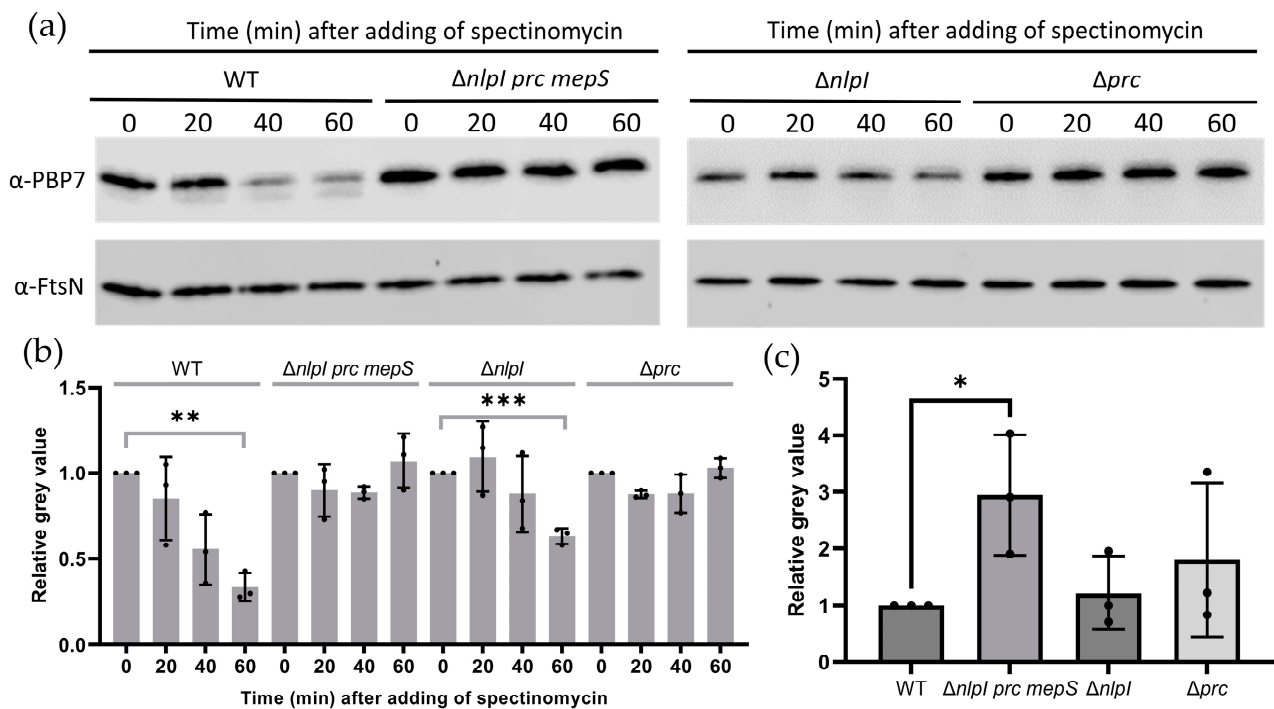 (a)
Time (min) after adding of spectinomycin
Time (min) after adding of spectinomycin
WT
ΔnlpI prc mepS
ΔnlpI
Δprc
0 20 40 60 0 20 40 60
0 20 40 60 0 20 40 60
α-PBP7
α-FtsN
(b)
WT
ΔnlpI prc mepS
ΔnlpI
Δprc
1.5
1.0
0.5
0.0
Relative grey value
**
***
0 20 40 60 0 20 40 60 0 20 40 60 0 20 40 60
Time (min) after adding of spectinomycin
(c)
5
4
3
2
1
0
Relative grey value
*
WT ΔnlpI prc mepS ΔnlpI Δprc